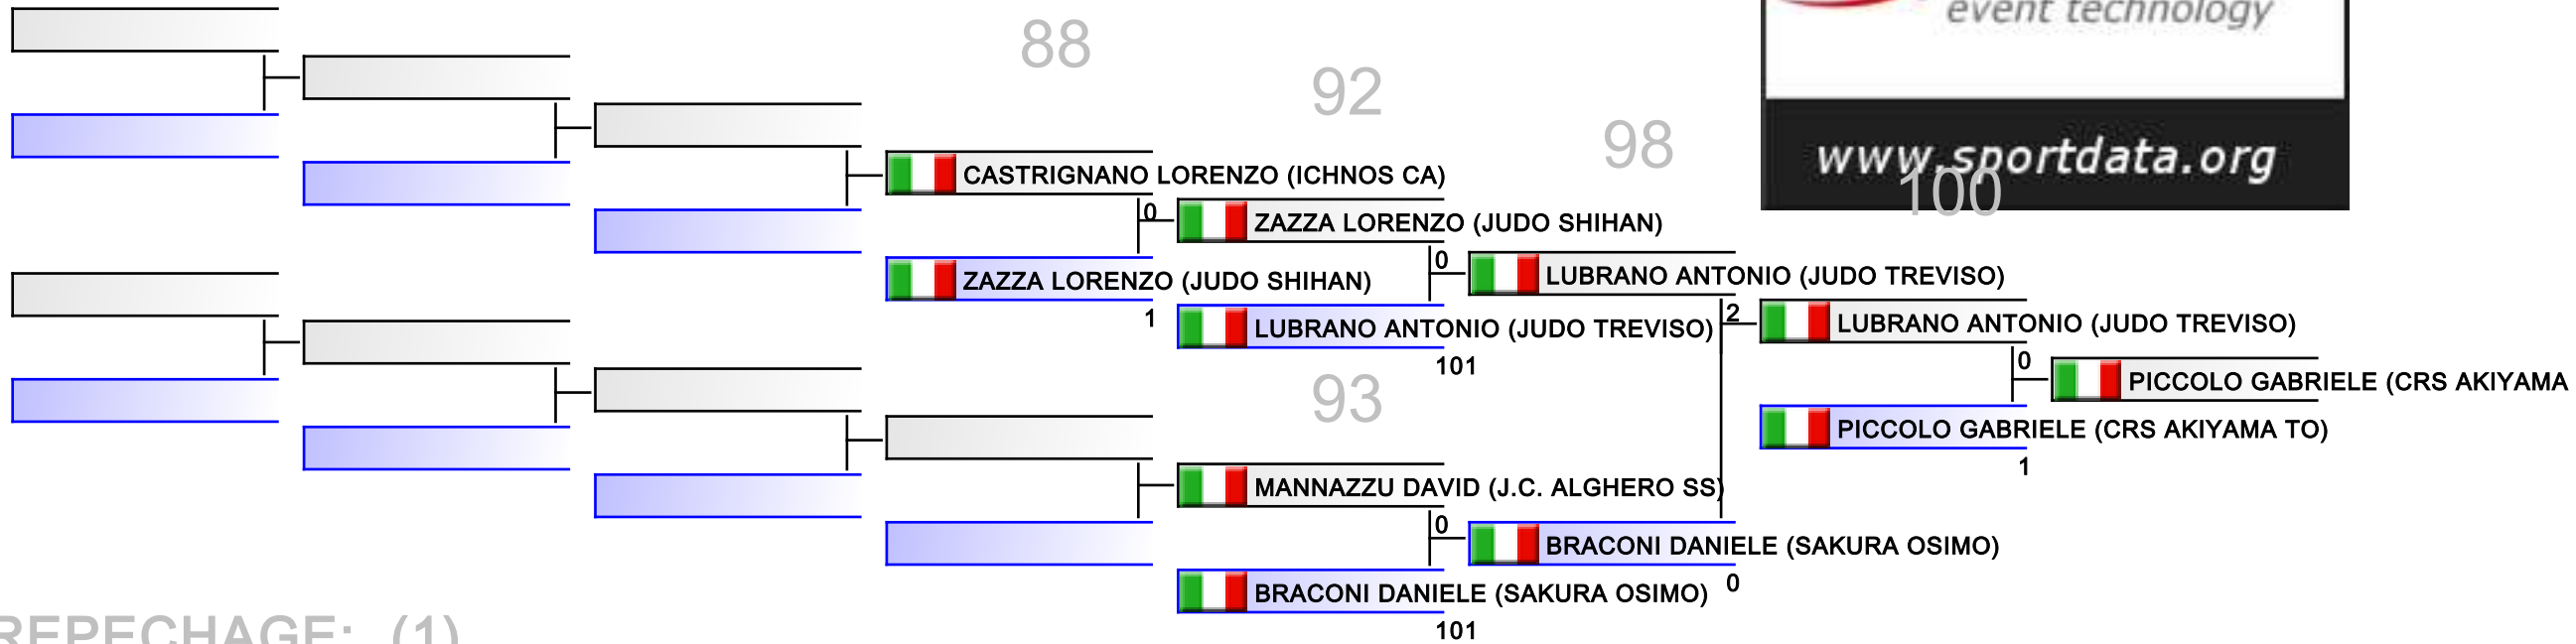 event technology
www.sportdata.org
88
92
98
100
CASTRIGNANO LORENZO (ICHNOS CA)
0
ZAZZA LORENZO (JUDO SHIHAN)
ZAZZA LORENZO (JUDO SHIHAN)
1
0
LUBRANO ANTONIO (JUDO TREVISO)
LUBRANO ANTONIO (JUDO TREVISO)
101
2
LUBRANO ANTONIO (JUDO TREVISO)
0
PICCOLO GABRIELE (CRS AKIYAMA
PICCOLO GABRIELE (CRS AKIYAMA TO)
1
93
MANNAZZU DAVID (J.C. ALGHERO SS)
0
BRACONI DANIELE (SAKURA OSIMO)
0
BRACONI DANIELE (SAKURA OSIMO)
101
REPECHAGE: (1)